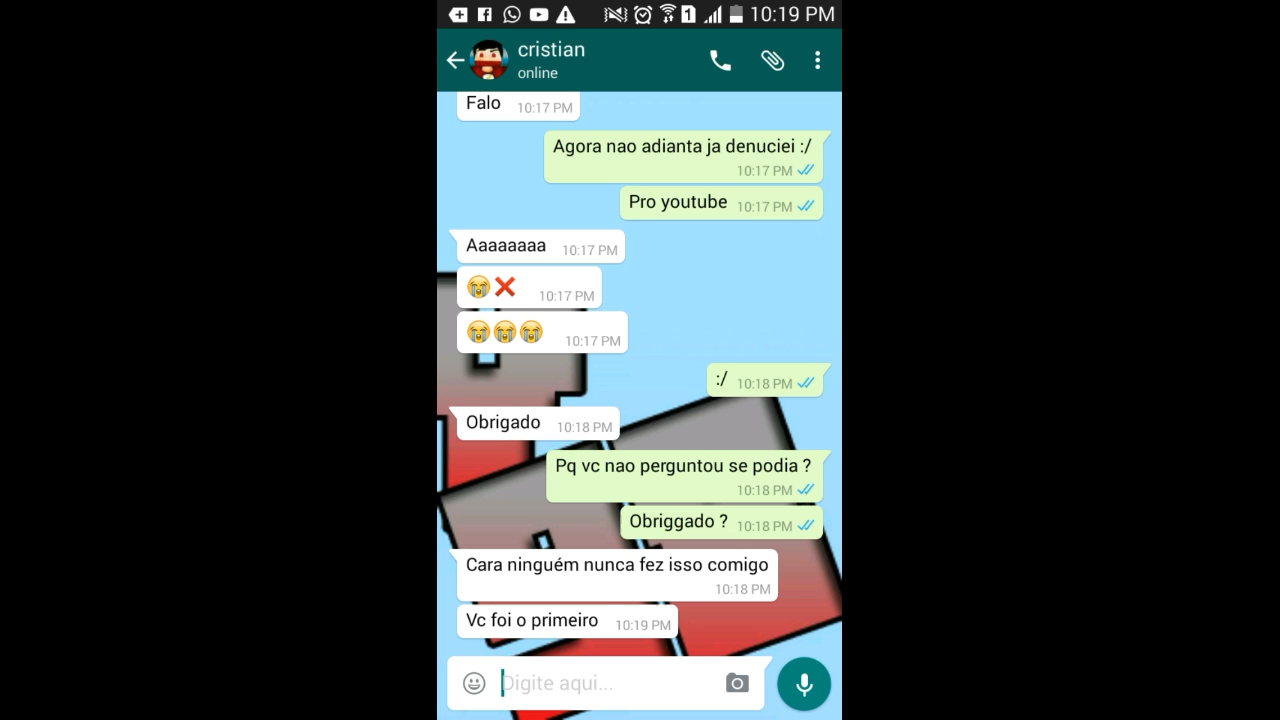 10:19 PM
cristian
online
Falo 10:17 PM
Agora nao adianta ja denuciei :/
10:17 PM
Pro youtube 10:17 PM
Aaaaaaaa 10:17 PM
😭❌ 10:17 PM
😭😭😭 10:17 PM
:/ 10:18 PM
Obrigado 10:18 PM
Pq vc nao perguntou se podia ?
10:18 PM
Obriggado ? 10:18 PM
Cara ninguém nunca fez isso comigo
10:18 PM
Vc foi o primeiro 10:19 PM
Digite aqui...